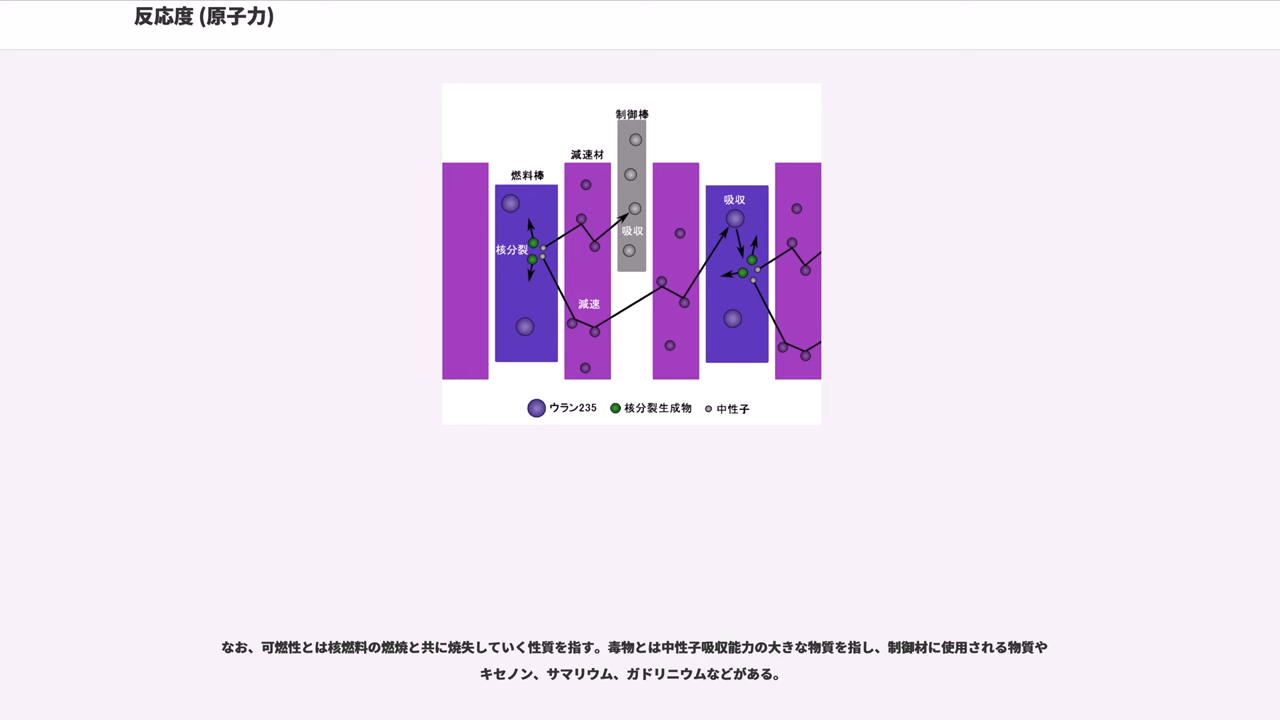 反応度 (原子力)
制御棒
減速材
燃料棒
吸収
吸収
核分裂
減速
ウラン235 核分裂生成物 中性子
なお、可燃性とは核燃料の燃焼と共に焼失していく性質を指す。毒物とは中性子吸収能力の大きな物質を指し、制御材に使用される物質や
キセノン、サマリウム、ガドリニウムなどがある。